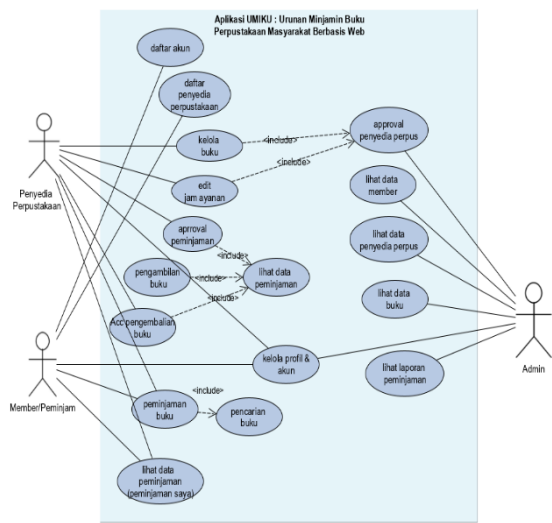 Aplikasi UMIKU : Urunan Minjamin Buku
Perpustakaan Masyarakat Berbasis Web
daftar akun
daftar
penyedia
perpustakaan
kelola
buku
<include>
approval
penyedia perpus
edit
jam ayanan
<include>
lihat data
member
Penyedia
Perpustakaan
aprroval
peminjaman
<include>
lihat data
penyedia perpus
pengambilan
buku
<include>
lihat data
peminjaman
<include>
lihat data
buku
Acc pengembalian
buku
kelola profil &
akun
lihat laporan
peminjaman
Admin
Member/Peminjam
peminjaman
buku
<include>
pencarian
buku
lihat data
peminjaman
(peminjaman saya)